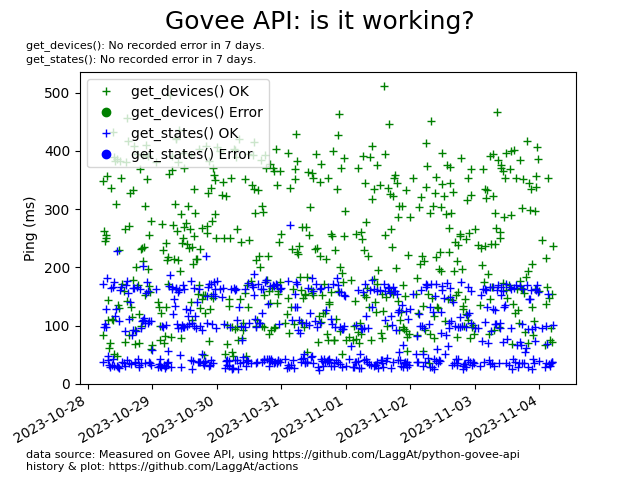 Govee API: is it working?
get_devices(): No recorded error in 7 days.
get_states(): No recorded error in 7 days.
get_devices() OK
get_devices() Error
get_states() OK
get_states() Error
Ping (ms)
500
400
300
200
100
0
2023-10-28
2023-10-29
2023-10-30
2023-10-31
2023-11-01
2023-11-02
2023-11-03
2023-11-04
data source: Measured on Govee API, using https://github.com/LaggAt/python-govee-api
history & plot: https://github.com/LaggAt/actions